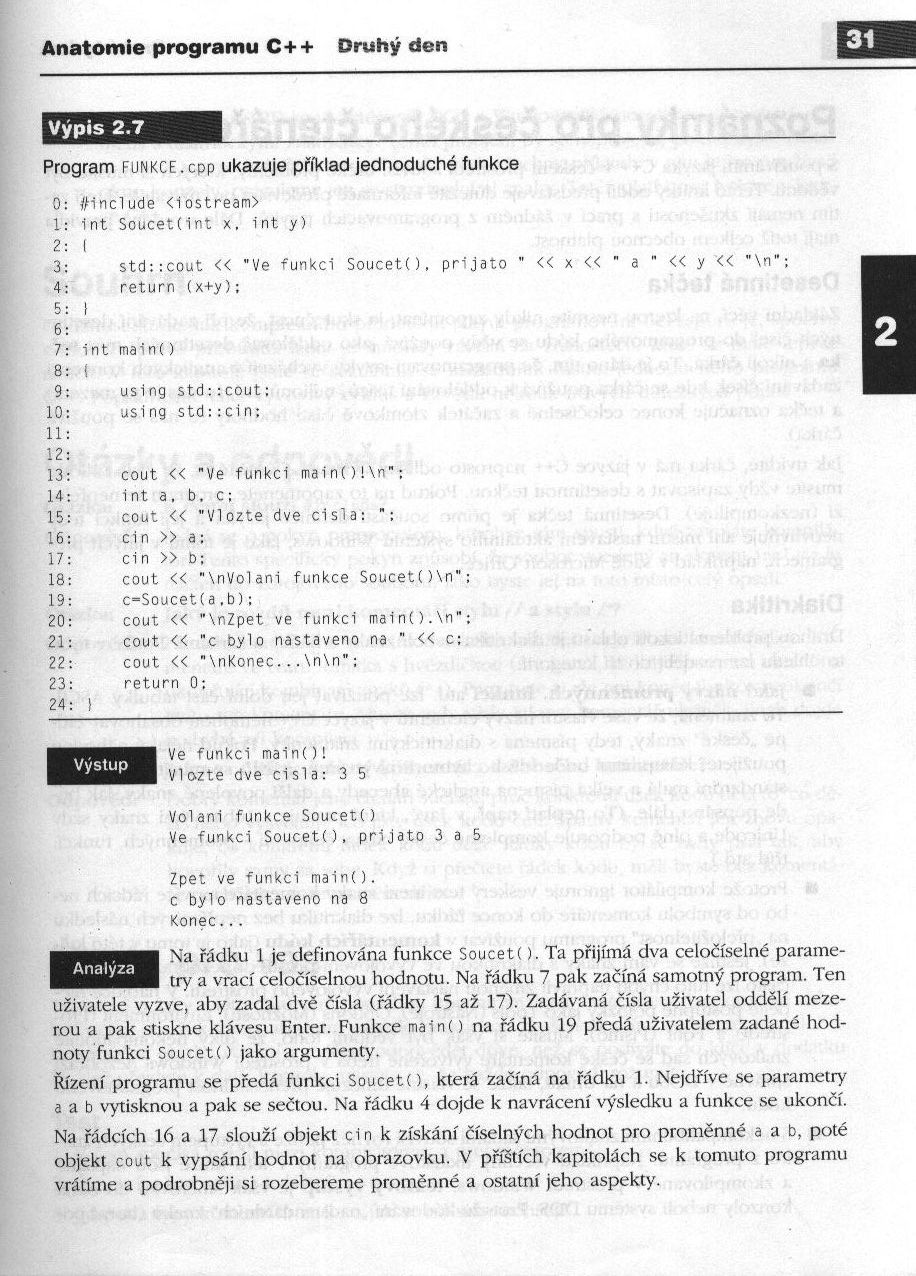 Anatomie programu C++ Druhý den
31
Výpis 2.7
Program FUNKCE.cpp ukazuje příklad jednoduché funkce
0: #include <iostream>
1: int Soucet(int x, int y)
2: {
3: std::cout << "Ve funkci Soucet(), prijato " << x << " a " << y << "\n";
4: return (x+y);
5: }
6:
7: int main()
8: {
9: using std::cout;
10: using std::cin;
11:
12:
13: cout << "Ve funkci main()!\n";
14: int a, b, c;
15: cout << "Vlozte dve cisla: ";
16: cin >> a;
17: cin >> b;
18: cout << "\nVolani funkce Soucet()\n";
19: c=Soucet(a,b);
20: cout << "\nZpet ve funkci main().\n";
21: cout << "c bylo nastaveno na " << c;
22: cout << "\nKonec...\n\n";
23: return 0;
24: }
2
Výstup
Ve funkci main()!
Vlozte dve cisla: 3 5
Volani funkce Soucet()
Ve funkci Soucet(), prijato 3 a 5
Zpet ve funkci main().
c bylo nastaveno na 8
Konec...
Analýza
Na řádku 1 je definována funkce Soucet(). Ta přijímá dva celočíselné parame-
try a vrací celočíselnou hodnotu. Na řádku 7 pak začíná samotný program. Ten
uživatele vyzve, aby zadal dvě čísla (řádky 15 až 17). Zadávaná čísla uživatel oddělí meze-
rou a pak stiskne klávesu Enter. Funkce main() na řádku 19 předá uživatelem zadané hod-
noty funkci Soucet() jako argumenty.
Řízení programu se předá funkci Soucet(), která začíná na řádku 1. Nejdříve se parametry
a a b vytisknou a pak se sečtou. Na řádku 4 dojde k navrácení výsledku a funkce se ukončí.
Na řádcích 16 a 17 slouží objekt cin k získání číselných hodnot pro proměnné a a b, poté
objekt cout k vypsání hodnot na obrazovku. V příštích kapitolách se k tomuto programu
vrátíme a podrobněji si rozebereme proměnné a ostatní jeho aspekty.